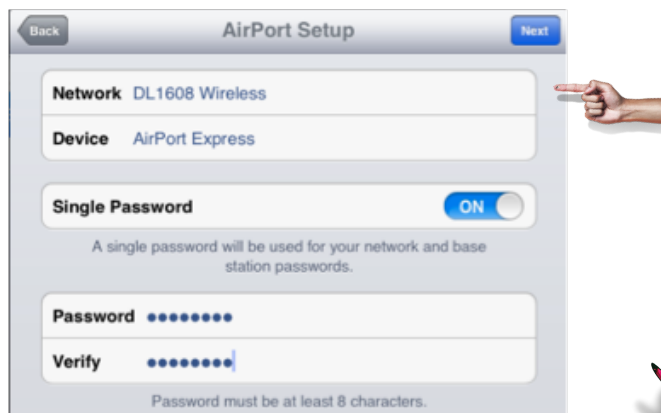 Back AirPort Setup Next
Network DL1608 Wireless
Device AirPort Express
Single Password ON
A single password will be used for your network and base
station passwords.
Password ●●●●●●●●
Verify ●●●●●●●●
Password must be at least 8 characters.